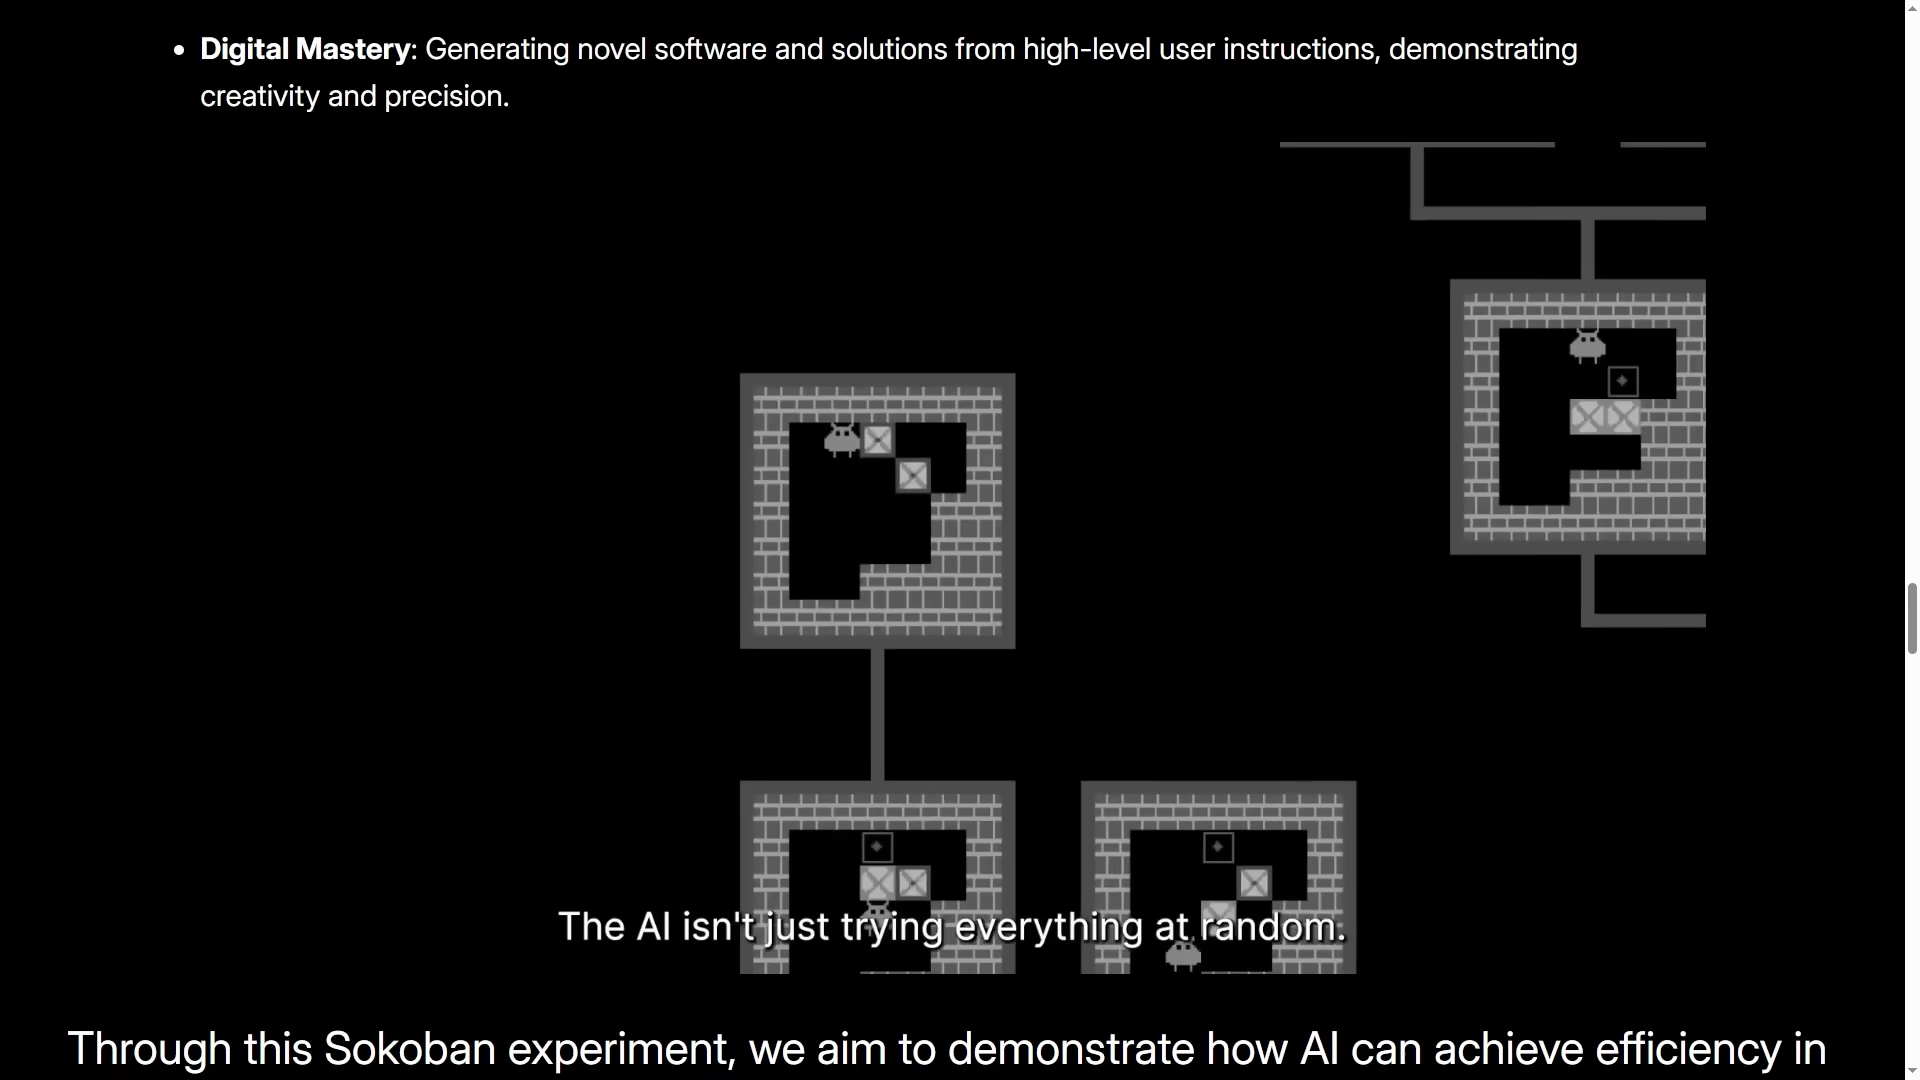 • Digital Mastery: Generating novel software and solutions from high-level user instructions, demonstrating
creativity and precision.
The AI isn't just trying everything at random.
Through this Sokoban experiment, we aim to demonstrate how AI can achieve efficiency in